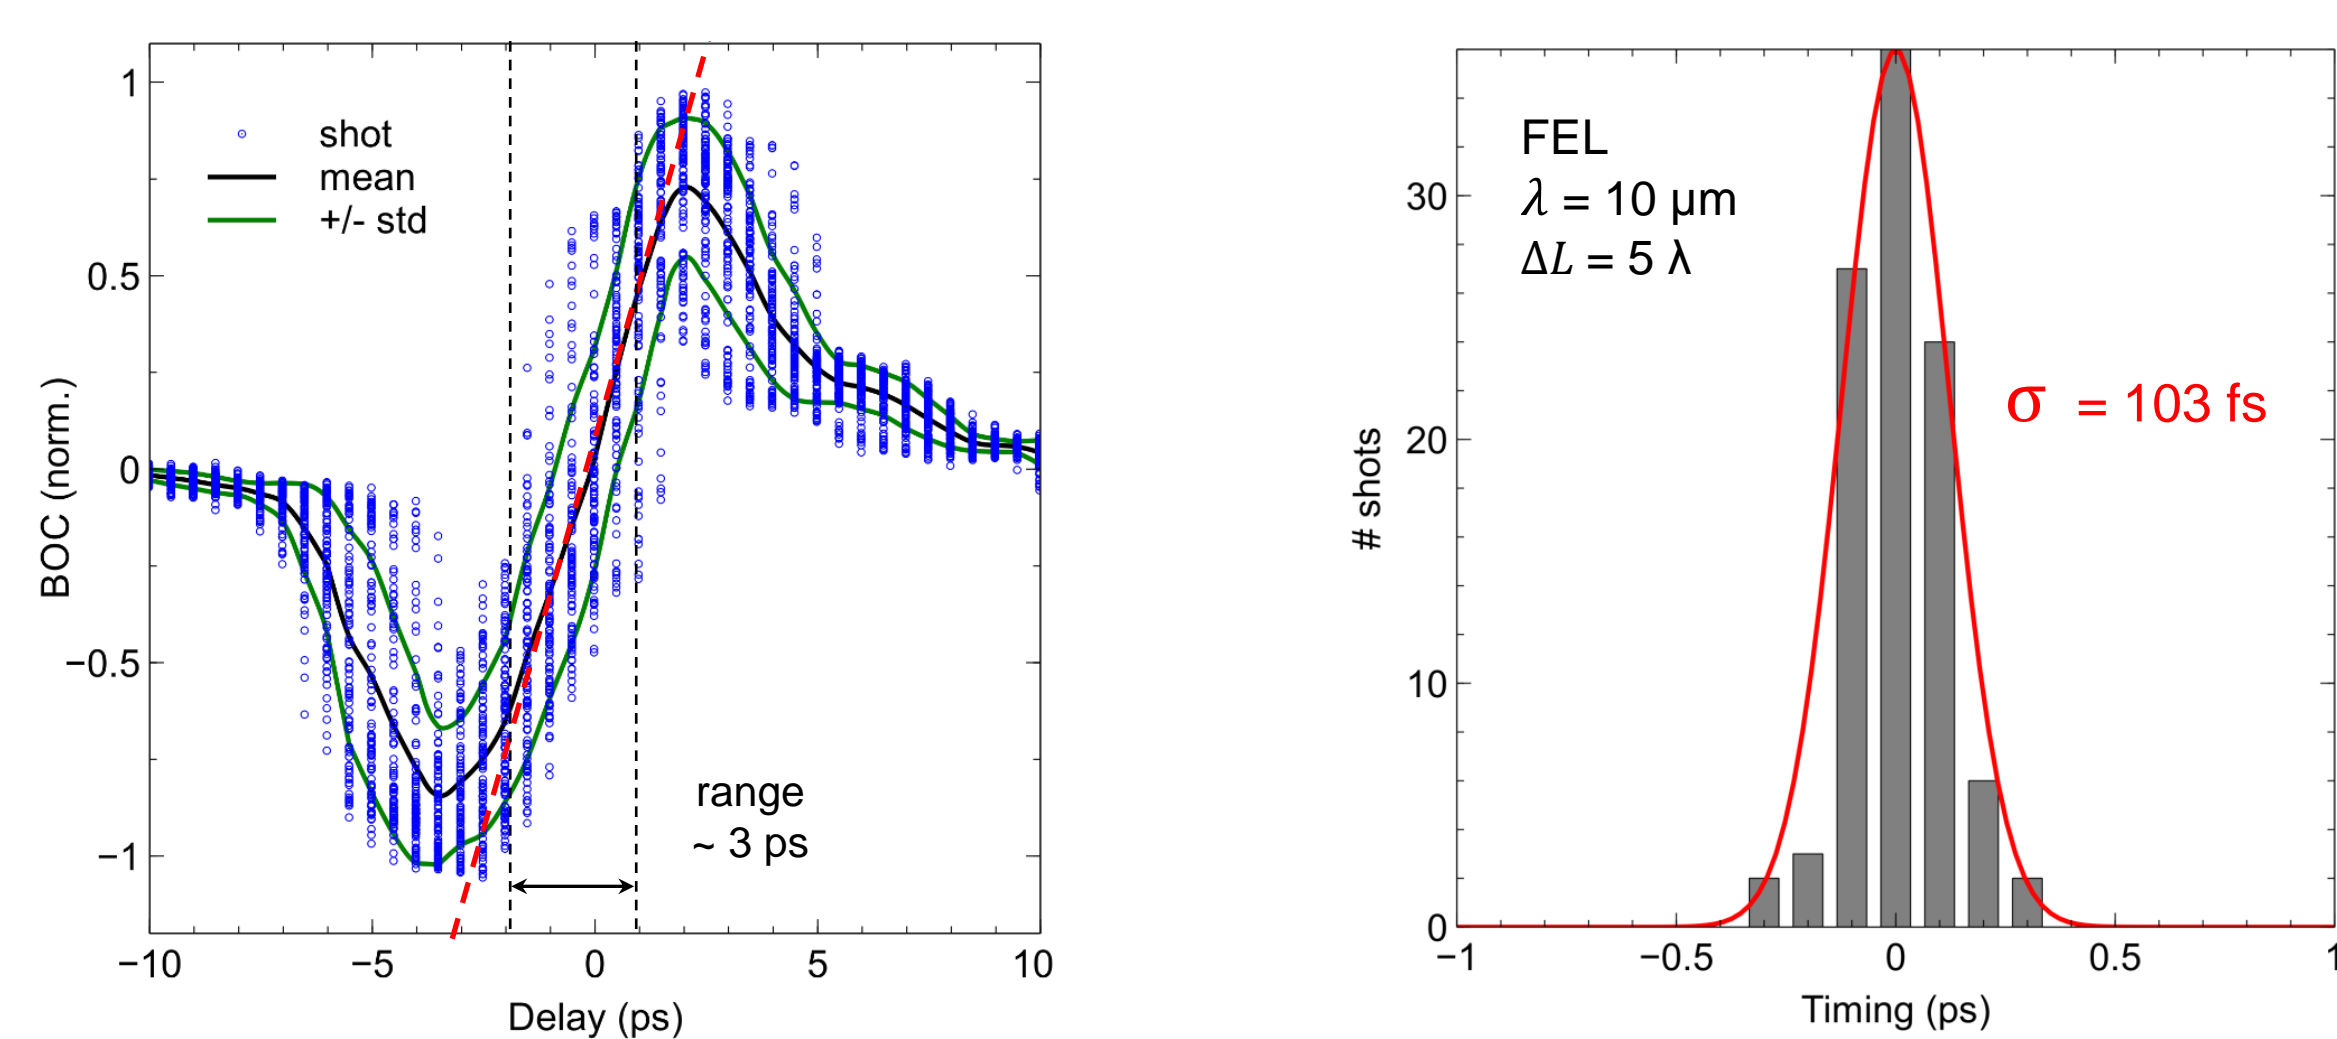 1
0.5
0
−0.5
−1
BOC (norm.)
shot
mean
+/- std
range
~ 3 ps
−10
−5
0
5
10
Delay (ps)
30
20
10
0
# shots
FEL
λ = 10 µm
ΔL = 5 λ
σ = 103 fs
−1
−0.5
0
0.5
1
Timing (ps)